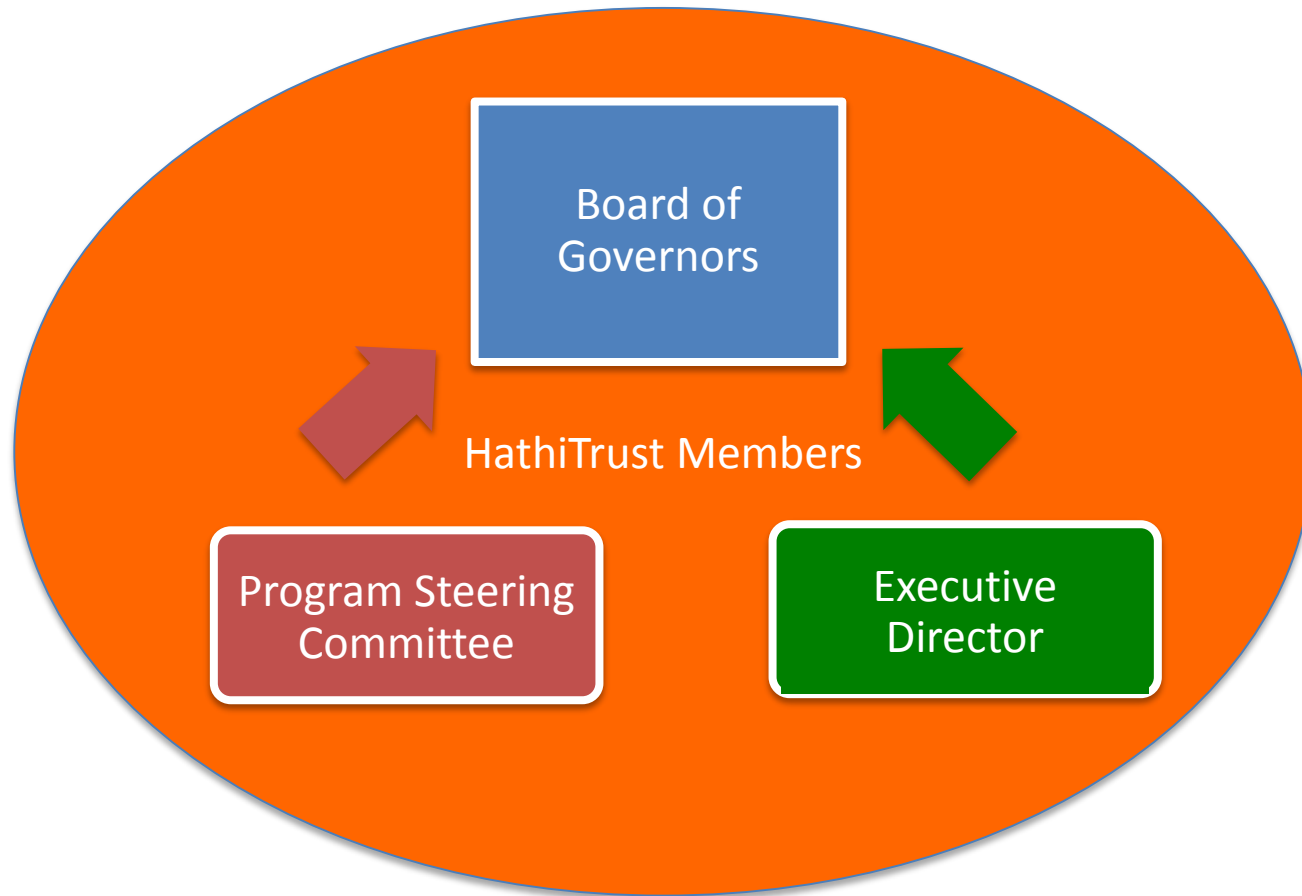 Board of
Governors
HathiTrust Members
Program Steering
Committee
Executive
Director